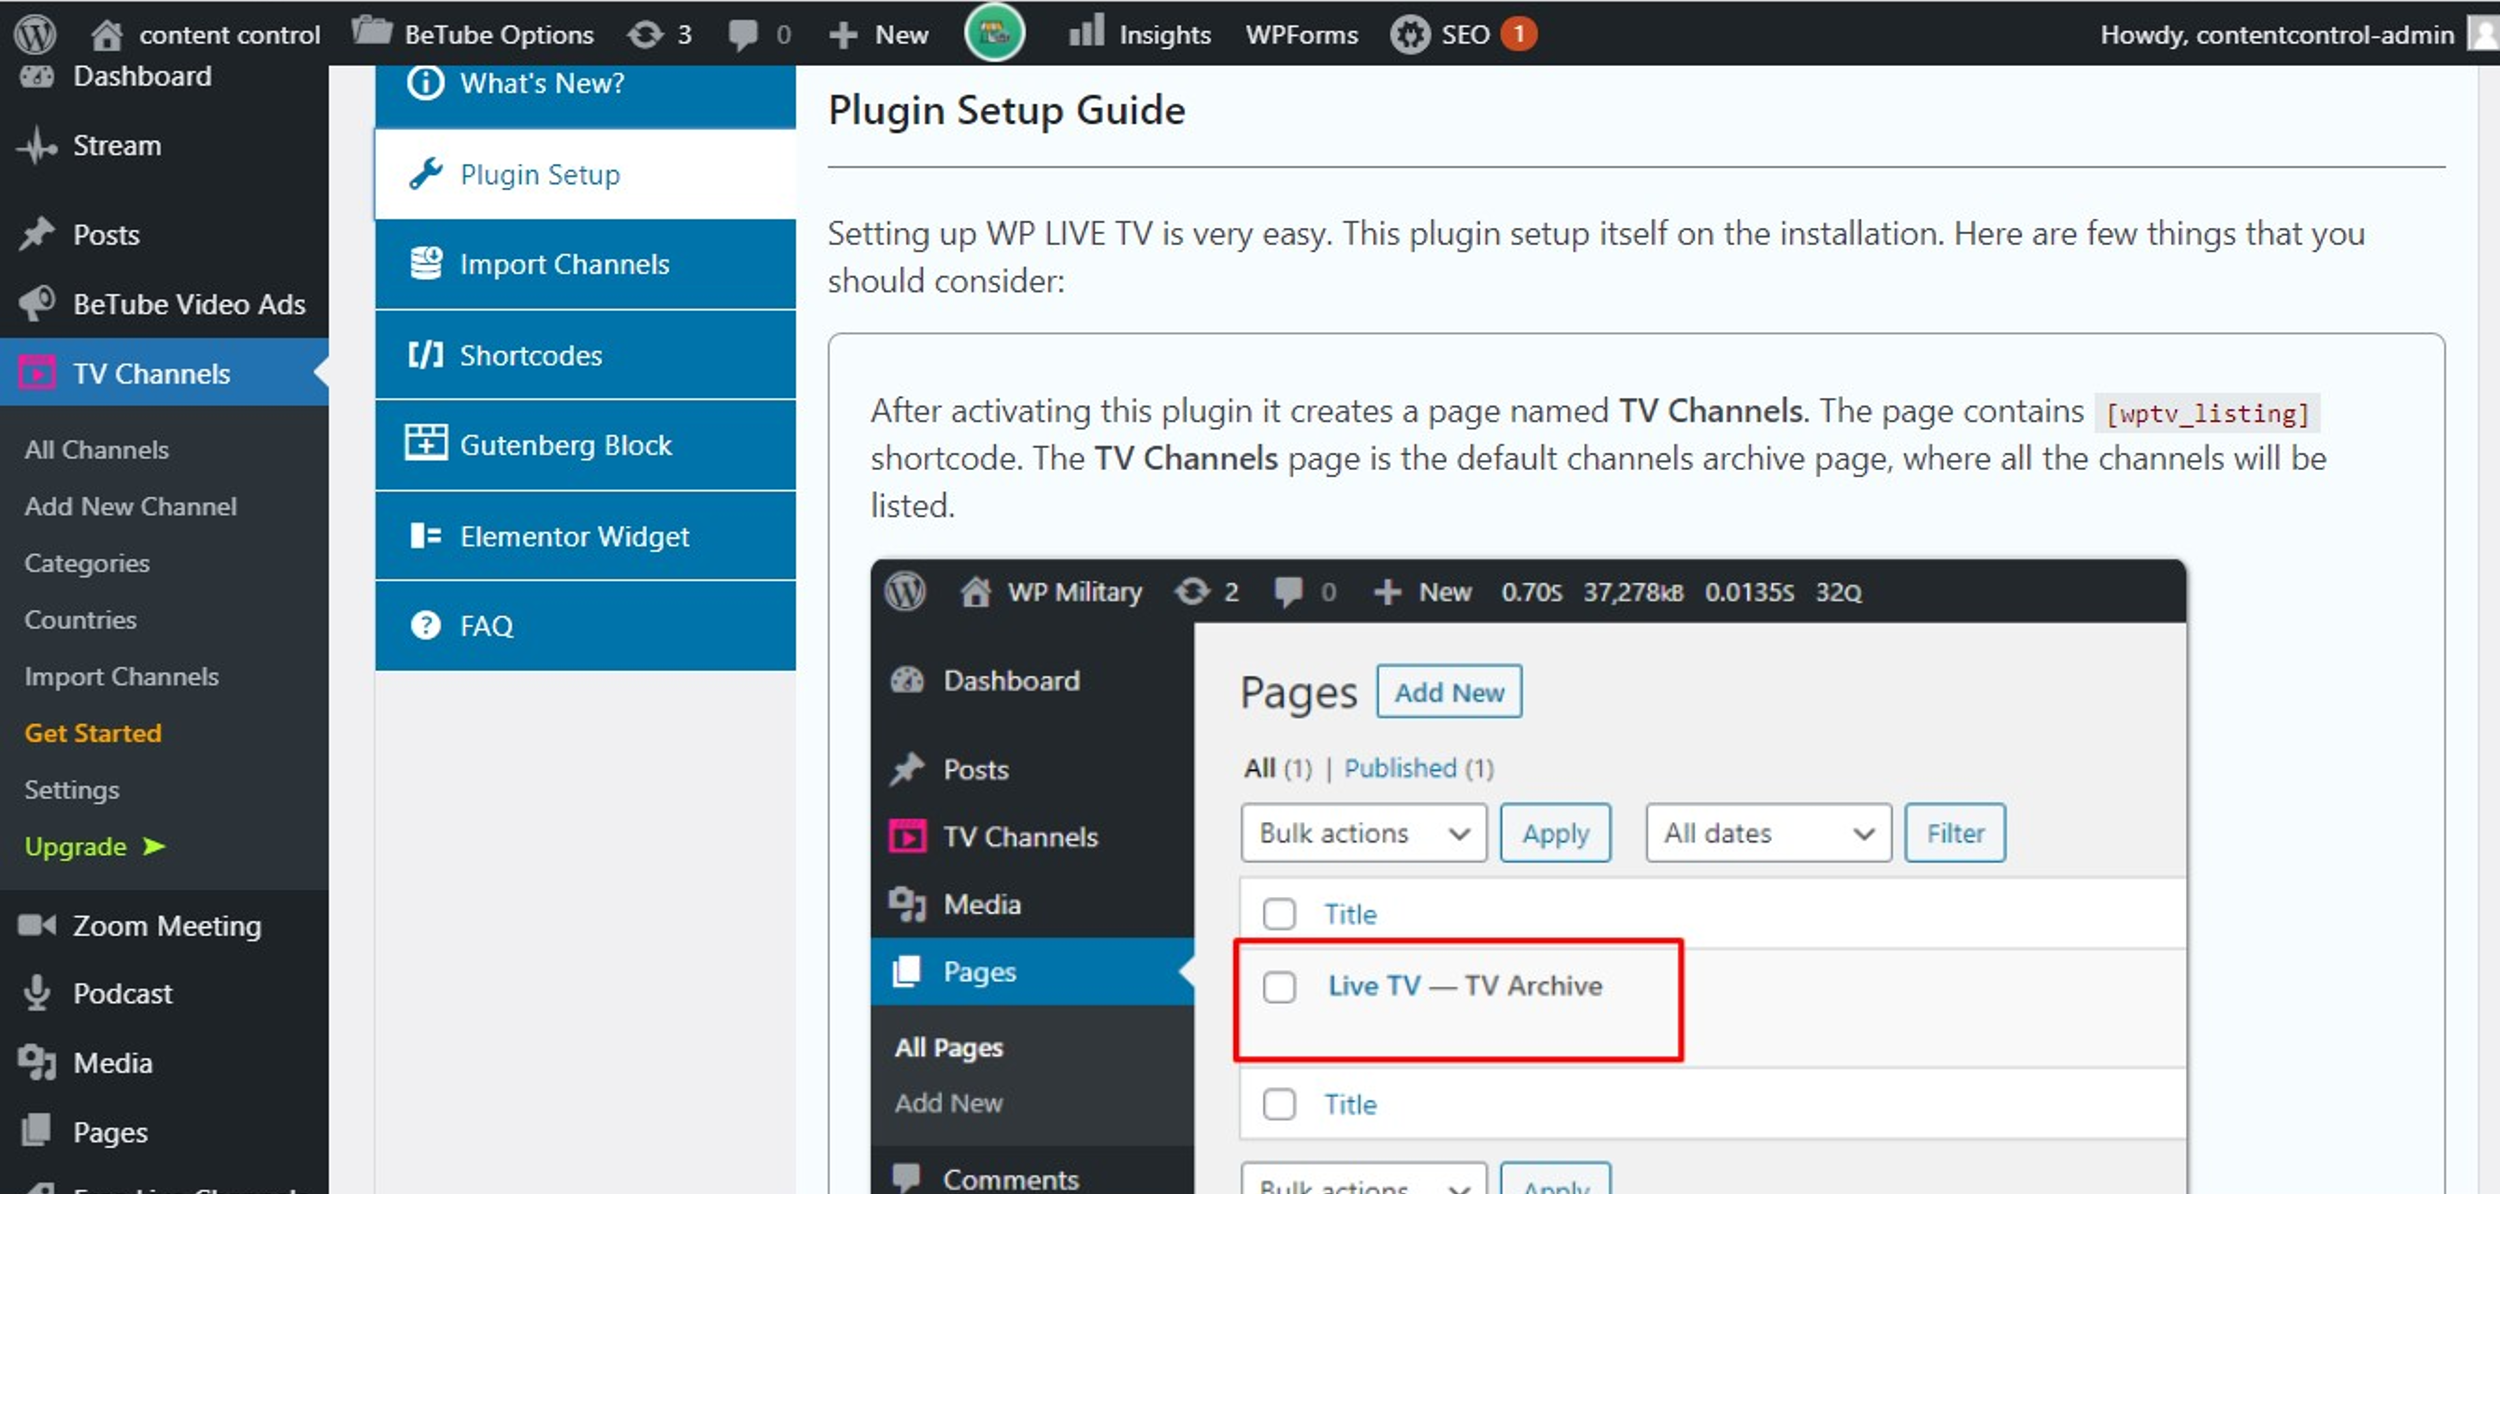 content control BeTube Options 3 0 New Insights WPForms SEO 1 Howdy, contentcontrol-admin
Dashboard
Stream
Posts
BeTube Video Ads
TV Channels
All Channels
Add New Channel
Categories
Countries
Import Channels
Get Started
Settings
Upgrade ➤
Zoom Meeting
Podcast
Media
Pages
What's New?
Plugin Setup
Import Channels
Shortcodes
Gutenberg Block
Elementor Widget
FAQ
Plugin Setup Guide
Setting up WP LIVE TV is very easy. This plugin setup itself on the installation. Here are few things that you
should consider:
After activating this plugin it creates a page named TV Channels. The page contains [wptv_listing]
shortcode. The TV Channels page is the default channels archive page, where all the channels will be
listed.
WP Military 2 0 New 0.70S 37,278KB 0.0135S 32Q
Dashboard
Posts
TV Channels
Media
Pages
All Pages
Add New
Comments
Pages Add New
All (1) | Published (1)
Bulk actions Apply All dates Filter
Title
Live TV — TV Archive
Title
Bulk actions Apply